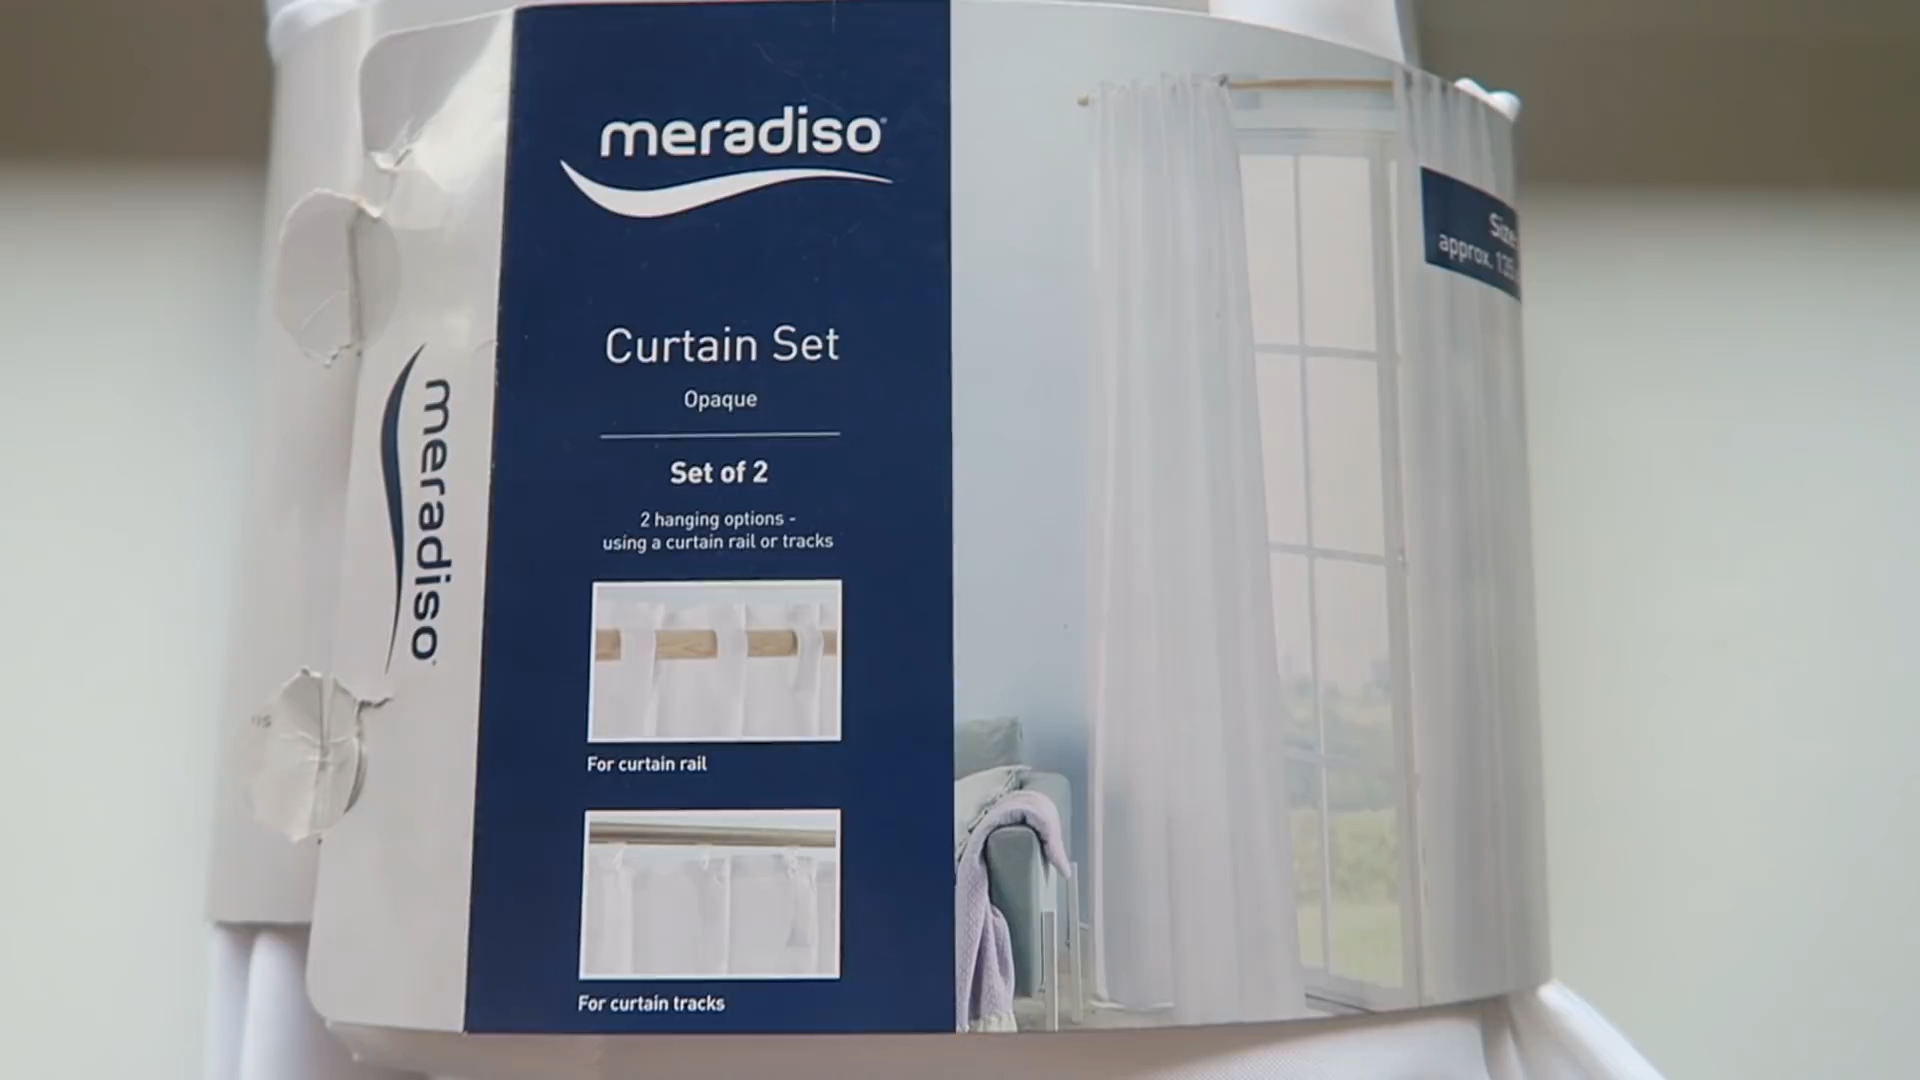 meradiso
meradiso
Curtain Set
Opaque
Set of 2
2 hanging options -
using a curtain rail or tracks
For curtain rail
For curtain tracks
Size
approx. 135